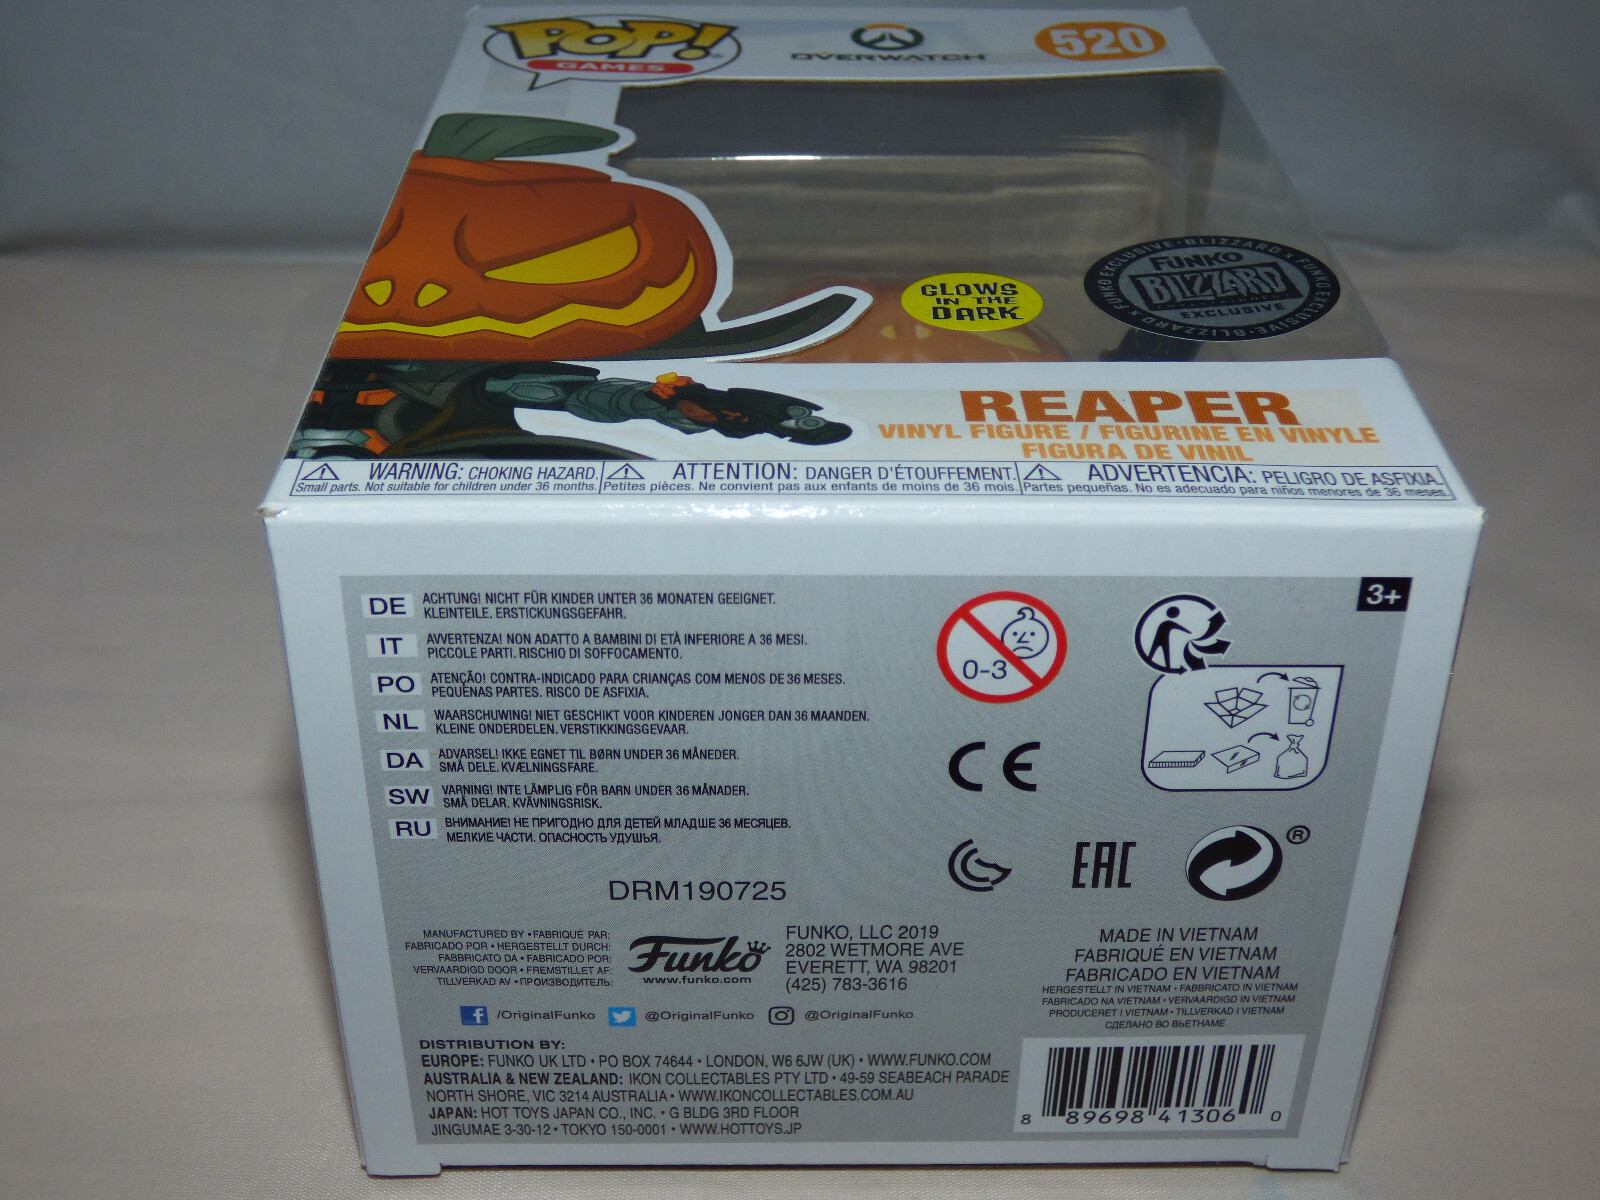 POP!
GAMES
OVERWATCH
520
GLOWS
IN THE
DARK
FUNKO EXCLUSIVE · BLIZZARD X FUNKO EXCLUSIVE · BLIZZARD X
FUNKO
BLIZZARD
EXCLUSIVE
REAPER
VINYL FIGURE / FIGURINE EN VINYLE
FIGURA DE VINIL
WARNING: CHOKING HAZARD.
Small parts. Not suitable for children under 36 months.
ATTENTION: DANGER D'ÉTOUFFEMENT.
Petites pièces. Ne convient pas aux enfants de moins de 36 mois.
ADVERTENCIA: PELIGRO DE ASFIXIA.
Partes pequeñas. No es adecuado para niños menores de 36 meses.
3+
DE ACHTUNG! NICHT FÜR KINDER UNTER 36 MONATEN GEEIGNET.
KLEINTEILE. ERSTICKUNGSGEFAHR.
IT AVVERTENZA! NON ADATTO A BAMBINI DI ETÀ INFERIORE A 36 MESI.
PICCOLE PARTI. RISCHIO DI SOFFOCAMENTO.
PO ATENÇÃO! CONTRA-INDICADO PARA CRIANÇAS COM MENOS DE 36 MESES.
PEQUENAS PARTES. RISCO DE ASFIXIA.
NL WAARSCHUWING! NIET GESCHIKT VOOR KINDEREN JONGER DAN 36 MAANDEN.
KLEINE ONDERDELEN. VERSTIKKINGSGEVAAR.
DA ADVARSEL! IKKE EGNET TIL BØRN UNDER 36 MÅNEDER.
SMÅ DELE. KVÆLNINGSFARE.
SW VARNING! INTE LÄMPLIG FÖR BARN UNDER 36 MÅNADER.
SMÅ DELAR. KVÄVNINGSRISK.
RU ВНИМАНИЕ! НЕ ПРИГОДНО ДЛЯ ДЕТЕЙ МЛАДШЕ 36 МЕСЯЦЕВ.
МЕЛКИЕ ЧАСТИ. ОПАСНОСТЬ УДУШЬЯ.
0-3
CE
EAC
®
DRM190725
MANUFACTURED BY • FABRIQUÉ PAR:
FABRICADO POR • HERGESTELLT DURCH:
FABBRICATO DA • FABRICADO POR:
VERVAARDIGD DOOR • FREMSTILLET AF:
TILLVERKAD AV • ПРОИЗВОДИТЕЛЬ:
Funko
www.funko.com
FUNKO, LLC 2019
2802 WETMORE AVE
EVERETT, WA 98201
(425) 783-3616
MADE IN VIETNAM
FABRIQUÉ EN VIETNAM
FABRICADO EN VIETNAM
HERGESTELLT IN VIETNAM • FABBRICATO IN VIETNAM
FABRICADO NA VIETNAM • VERVAARDIGD IN VIETNAM
PRODUCERET I VIETNAM • TILLVERKAD I VIETNAM
СДЕЛАНО ВО ВЬЕТНАМЕ
/OriginalFunko @OriginalFunko @OriginalFunko
DISTRIBUTION BY:
EUROPE: FUNKO UK LTD • PO BOX 74644 • LONDON, W6 6JW (UK) • WWW.FUNKO.COM
AUSTRALIA & NEW ZEALAND: IKON COLLECTABLES PTY LTD • 49-59 SEABEACH PARADE
NORTH SHORE, VIC 3214 AUSTRALIA • WWW.IKONCOLLECTABLES.COM.AU
JAPAN: HOT TOYS JAPAN CO., INC. • G BLDG 3RD FLOOR
JINGUMAE 3-30-12 • TOKYO 150-0001 • WWW.HOTTOYS.JP
8 89698 41306 0